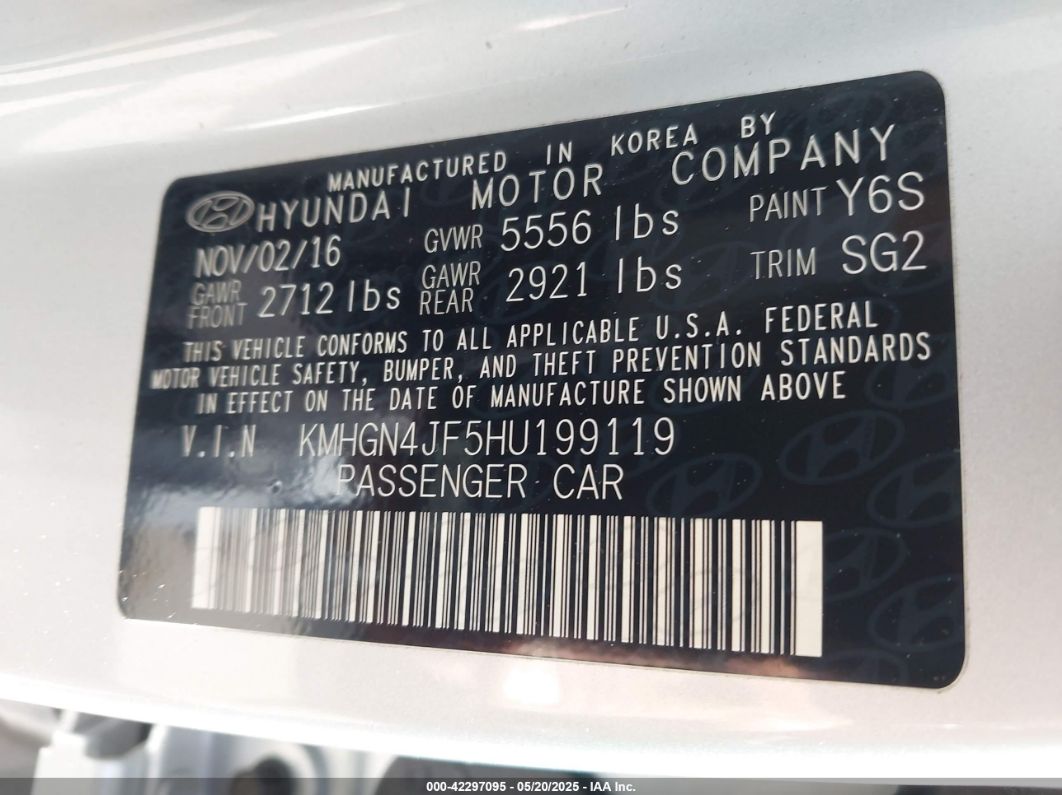 MANUFACTURED IN KOREA BY
HYUNDAI MOTOR COMPANY
NOV/02/16 GVWR 5556 lbs PAINT Y6S
GAWR FRONT 2712 lbs GAWR REAR 2921 lbs TRIM SG2
THIS VEHICLE CONFORMS TO ALL APPLICABLE U.S.A. FEDERAL
MOTOR VEHICLE SAFETY, BUMPER, AND THEFT PREVENTION STANDARDS
IN EFFECT ON THE DATE OF MANUFACTURE SHOWN ABOVE
V.I.N KMHGN4JF5HU199119
PASSENGER CAR
000-42297095 - 05/20/2025 - IAA Inc.